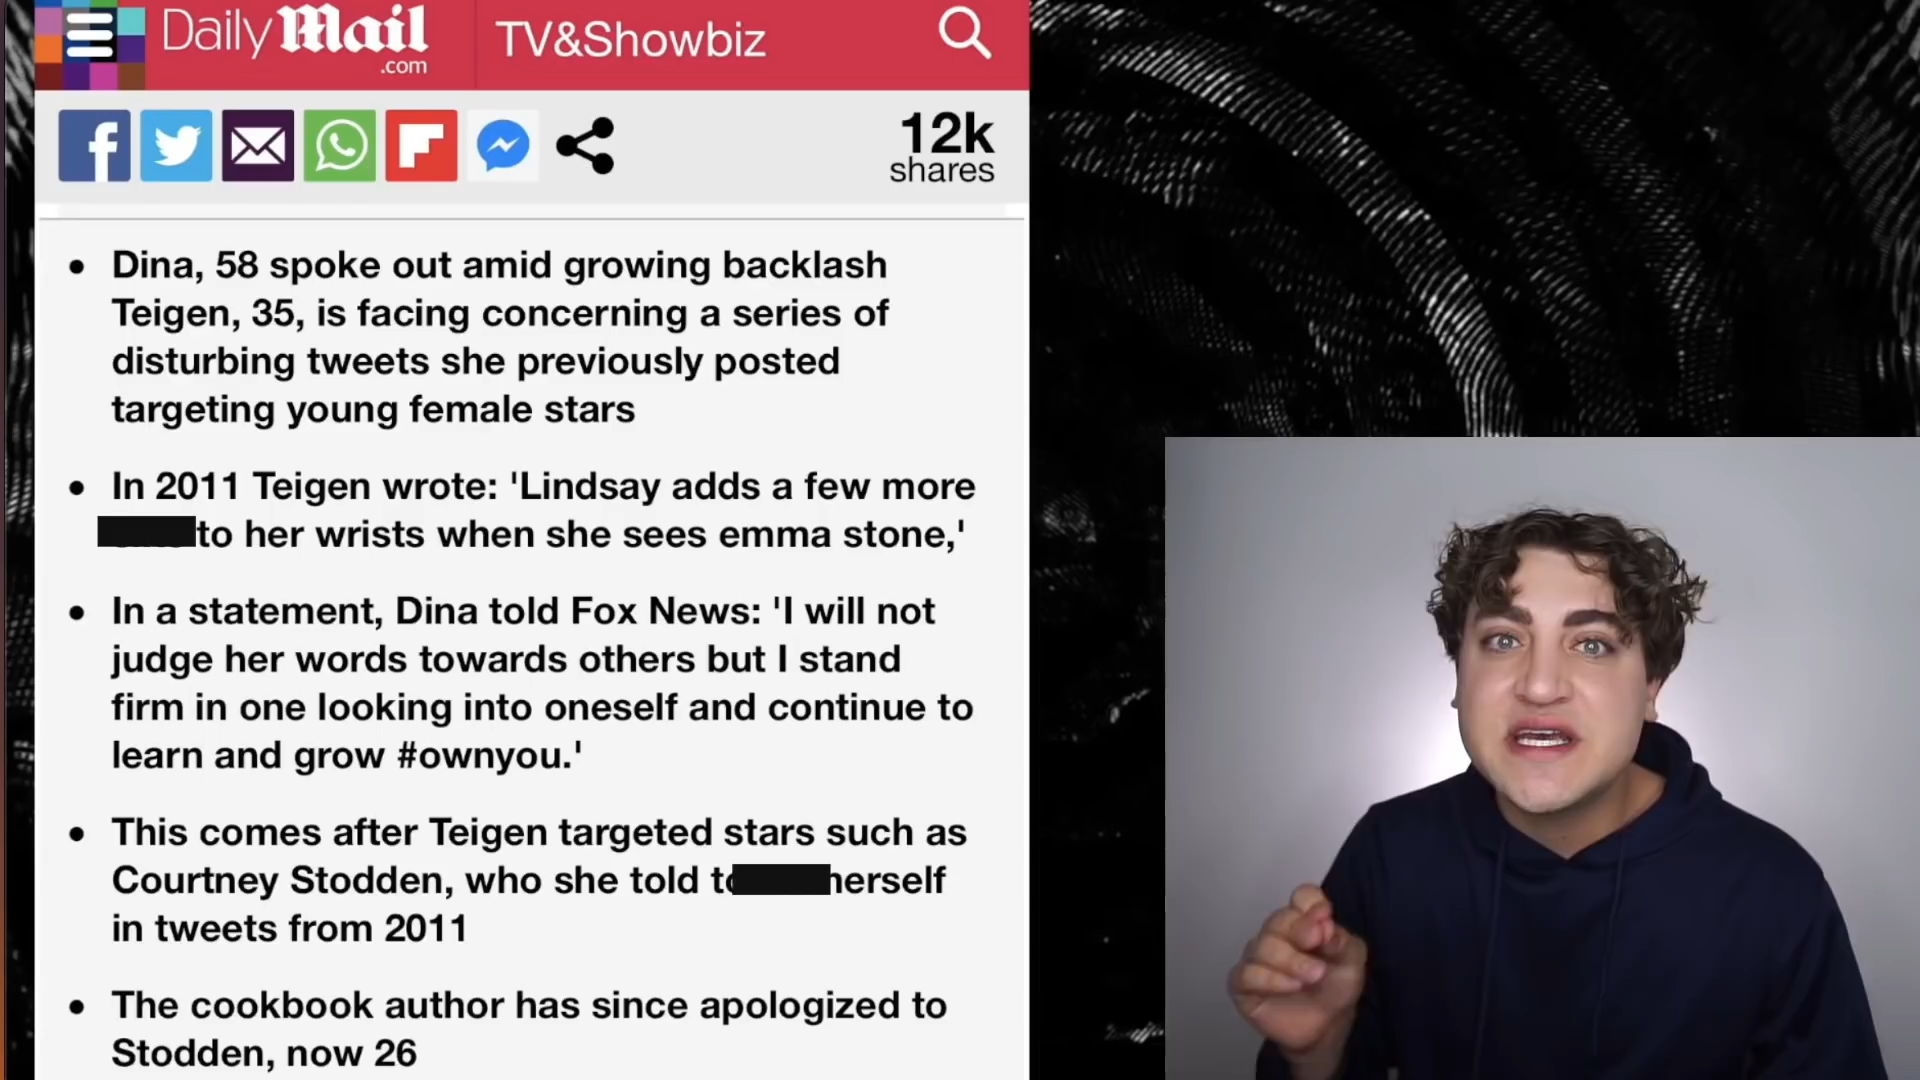 Daily Mail
.com
TV&Showbiz
12k
shares
Dina, 58 spoke out amid growing backlash
Teigen, 35, is facing concerning a series of
disturbing tweets she previously posted
targeting young female stars
In 2011 Teigen wrote: 'Lindsay adds a few more
to her wrists when she sees emma stone,'
In a statement, Dina told Fox News: 'I will not
judge her words towards others but I stand
firm in one looking into oneself and continue to
learn and grow #ownyou.'
This comes after Teigen targeted stars such as
Courtney Stodden, who she told to herself
in tweets from 2011
The cookbook author has since apologized to
Stodden, now 26